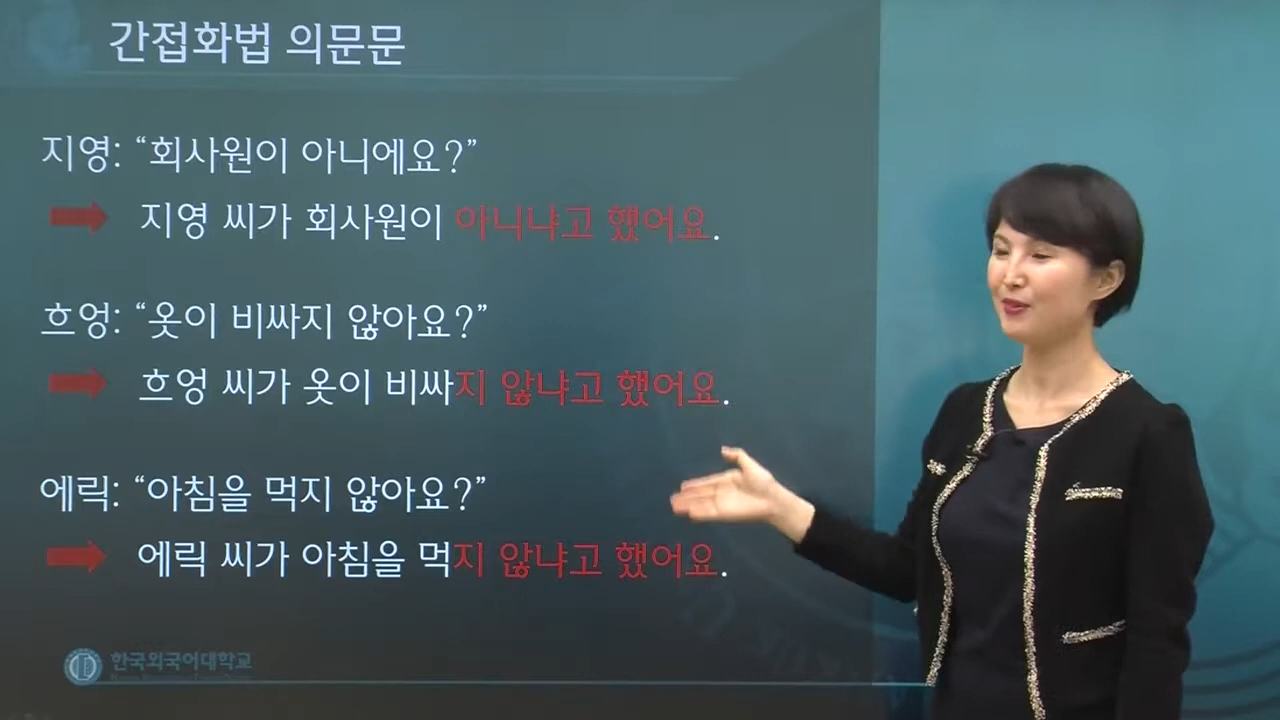 간접화법 의문문
지영: “회사원이 아니에요?”
지영 씨가 회사원이 아니냐고 했어요.
흐엉: “옷이 비싸지 않아요?”
흐엉 씨가 옷이 비싸지 않냐고 했어요.
에릭: “아침을 먹지 않아요?”
에릭 씨가 아침을 먹지 않냐고 했어요.
한국외국어대학교